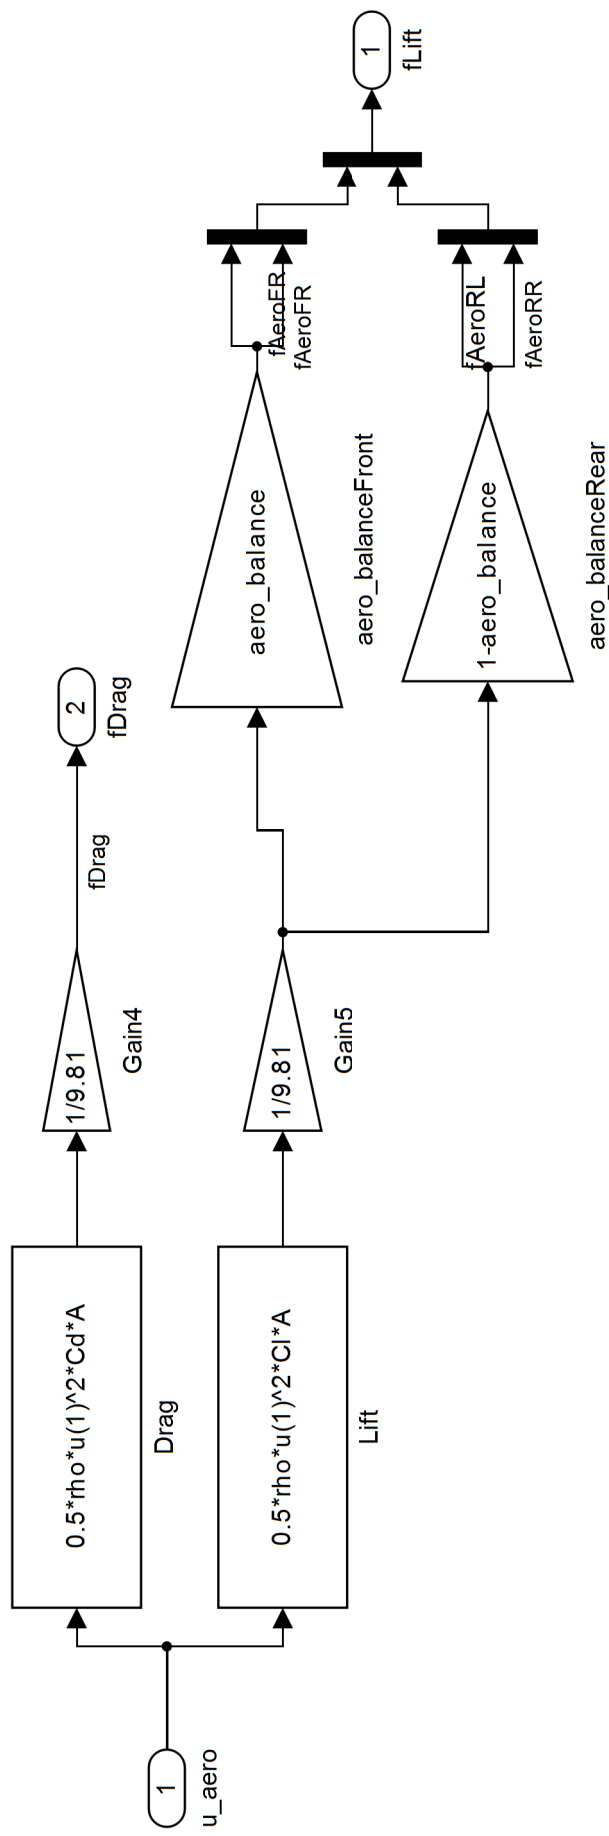 1
u_aero
0.5*rho*u(1)^2*Cd*A
Drag
1/9.81
Gain4
fDrag
2
fDrag
0.5*rho*u(1)^2*Cl*A
Lift
1/9.81
Gain5
aero_balance
aero_balanceFront
fAeroFR
fAeroFR
1-aero_balance
aero_balanceRear
fAeroRL
fAeroRR
1
fLift